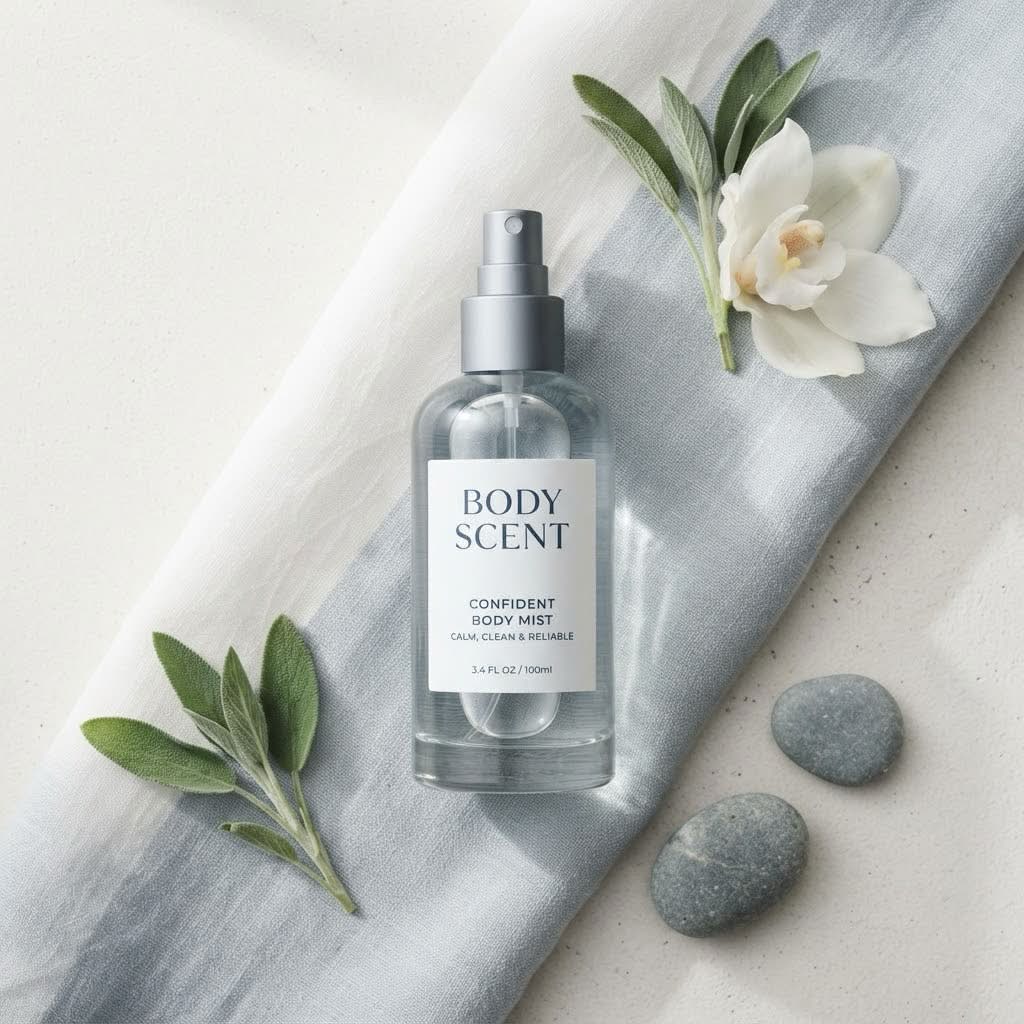 BODY
SCENT
CONFIDENT
BODY MIST
CALM, CLEAN & RELIABLE
3.4 FL OZ / 100ml